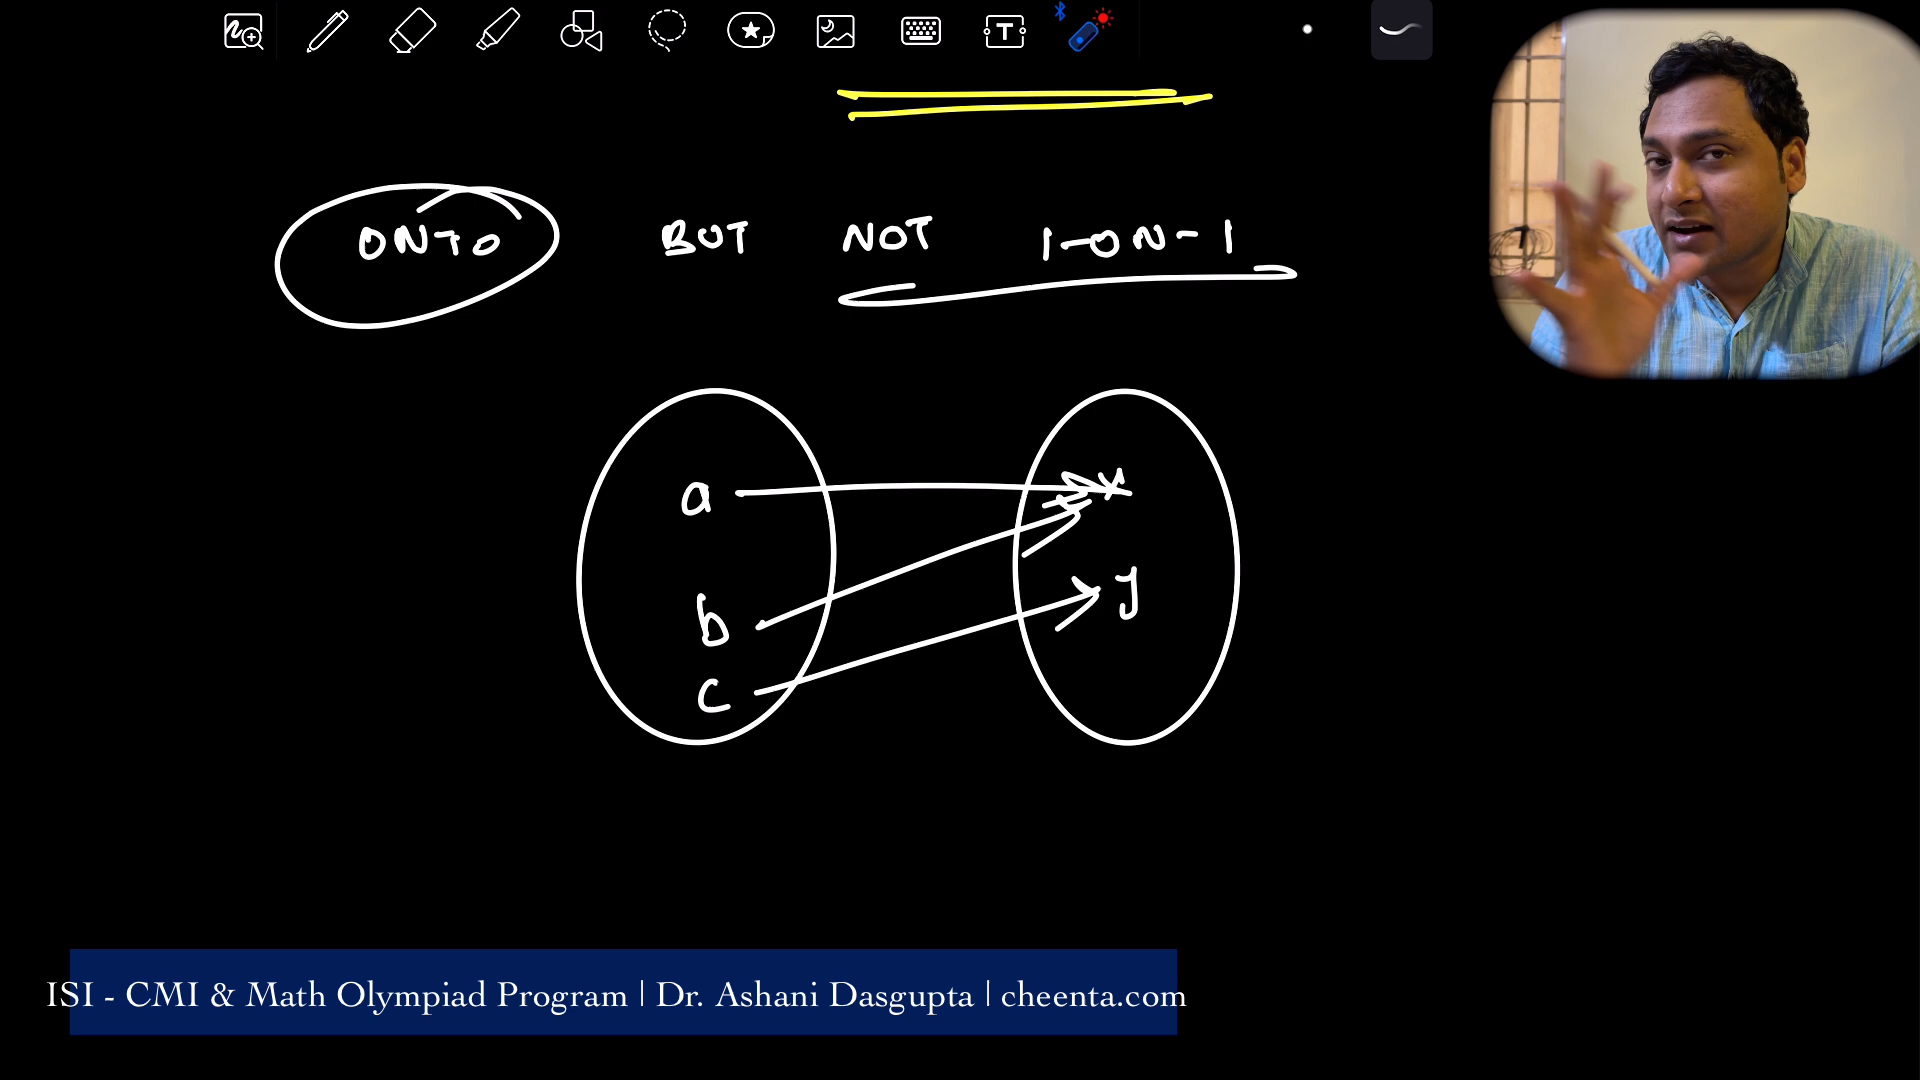 T
ONTO BUT NOT 1-ON-1
a x
b y
c
ISI - CMI & Math Olympiad Program | Dr. Ashani Dasgupta | cheenta.com